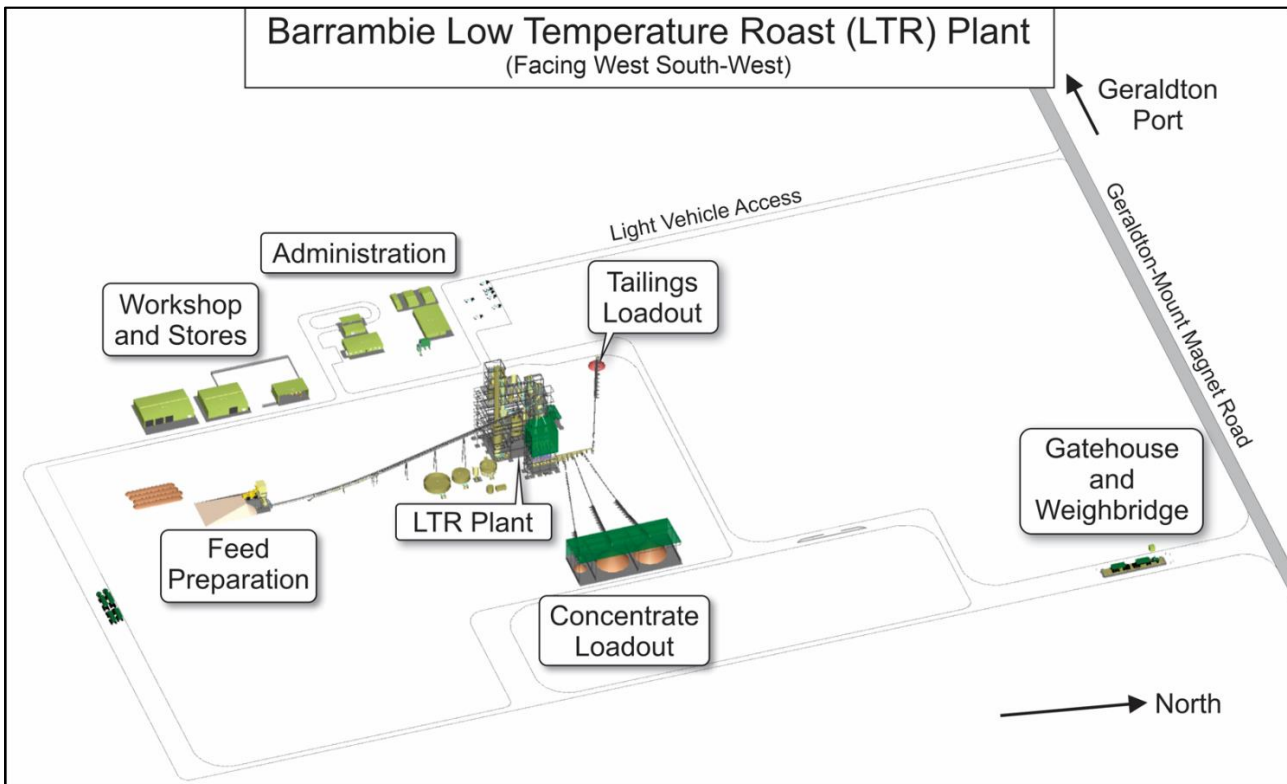 Barrambie Low Temperature Roast (LTR) Plant
(Facing West South-West)
Geraldton
Port
Geraldton-Mount Magnet Road
Light Vehicle Access
Administration
Workshop
and Stores
Tailings
Loadout
Gatehouse
and
Weighbridge
LTR Plant
Feed
Preparation
Concentrate
Loadout
North